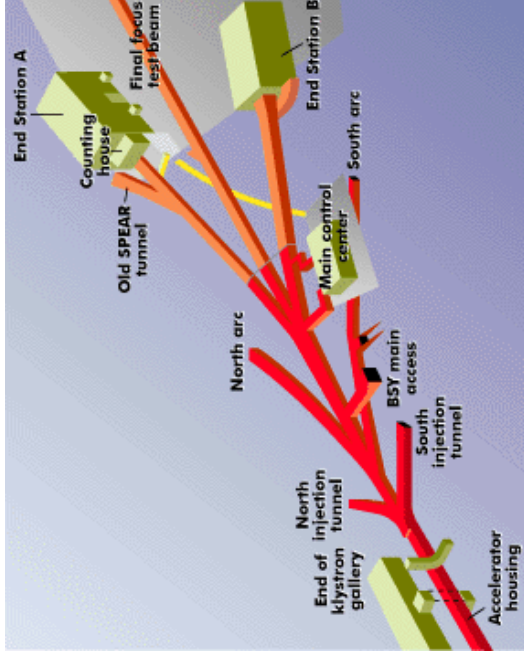 End Station A
Counting
house
Final focus
test beam
End Station B
Old SPEAR
tunnel
South arc
Main control
center
North arc
BSY main
access
South
injection
tunnel
North
injection
tunnel
End of
klystron
gallery
Accelerator
housing